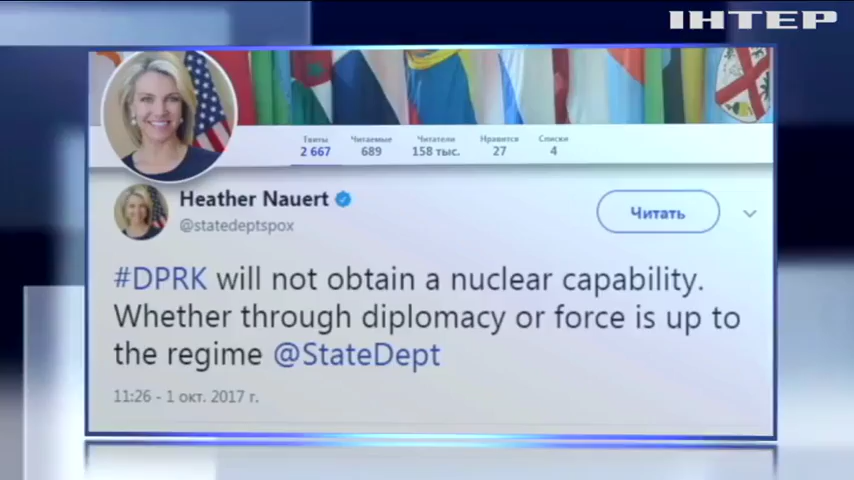 ІНТЕР
Твиты Читаемые Читатели Нравится Списки
2 667 689 158 тыс. 27 4
Heather Nauert
@statedeptspox
Читать
#DPRK will not obtain a nuclear capability.
Whether through diplomacy or force is up to
the regime @StateDept
11:26 - 1 окт. 2017 г.